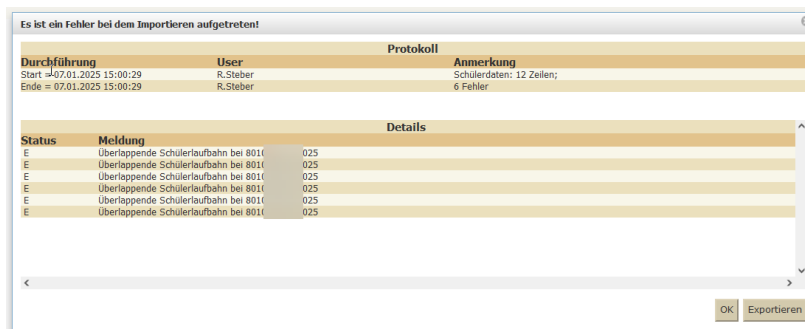 Es ist ein Fehler bei dem Importieren aufgetreten!
Protokoll
Durchführung User Anmerkung
Start = 07.01.2025 15:00:29 R.Steber Schülerdaten: 12 Zeilen;
Ende = 07.01.2025 15:00:29 R.Steber 6 Fehler
Details
Status Meldung
E Überlappende Schülerlaufbahn bei 801 025
E Überlappende Schülerlaufbahn bei 801 025
E Überlappende Schülerlaufbahn bei 801 025
E Überlappende Schülerlaufbahn bei 801 025
E Überlappende Schülerlaufbahn bei 801 025
E Überlappende Schülerlaufbahn bei 801 025
OK Exportieren